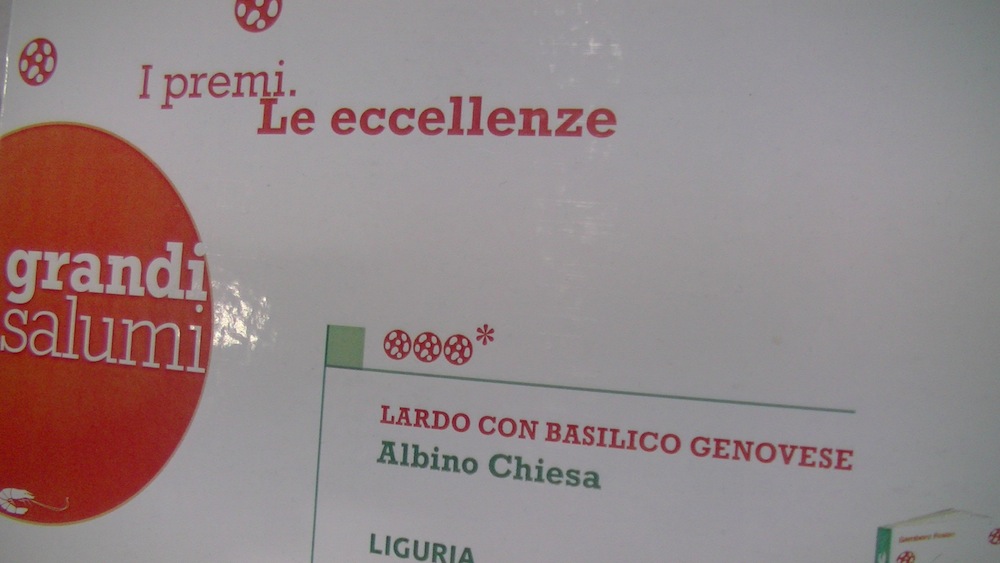 I premi.
Le eccellenze
grandi
salumi
*
LARDO CON BASILICO GENOVESE
Albino Chiesa
LIGURIA